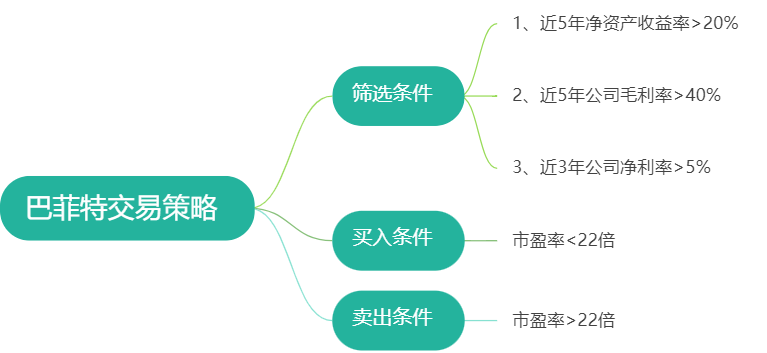 巴菲特交易策略
筛选条件
1、近5年净资产收益率>20%
2、近5年公司毛利率>40%
3、近3年公司净利率>5%
买入条件
市盈率<22倍
卖出条件
市盈率>22倍